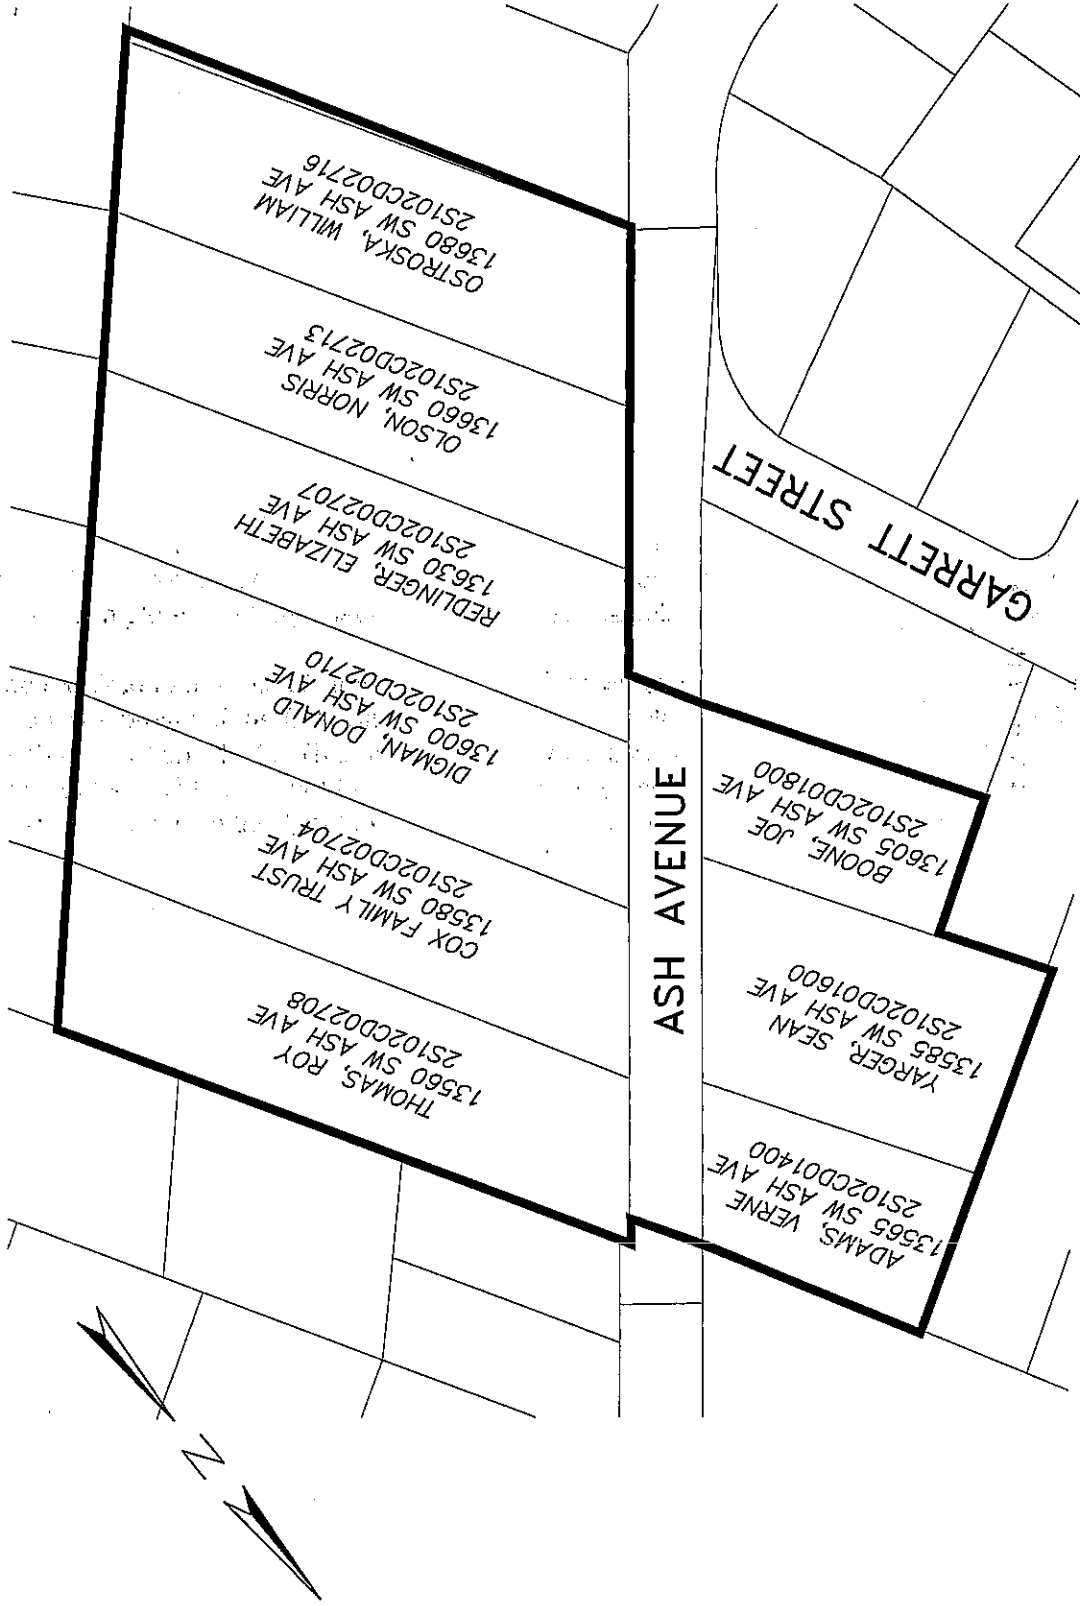 OSTROSKA, WILLIAM
13680 SW ASH AVE
2S102CD02716
OLSON, NORRIS
13660 SW ASH AVE
2S102CD02713
REDLINGER, ELIZABETH
13630 SW ASH AVE
2S102CD02707
DIGMAN, DONALD
13600 SW ASH AVE
2S102CD02710
COX FAMILY TRUST
13580 SW ASH AVE
2S102CD02704
THOMAS, ROY
13560 SW ASH AVE
2S102CD02708
ASH AVENUE
GARRETT STREET
BOONE, JOE
13605 SW ASH AVE
2S102CD01800
YARGER, SEAN
13585 SW ASH AVE
2S102CD01600
ADAMS, VERNE
13565 SW ASH AVE
2S102CD01400
N